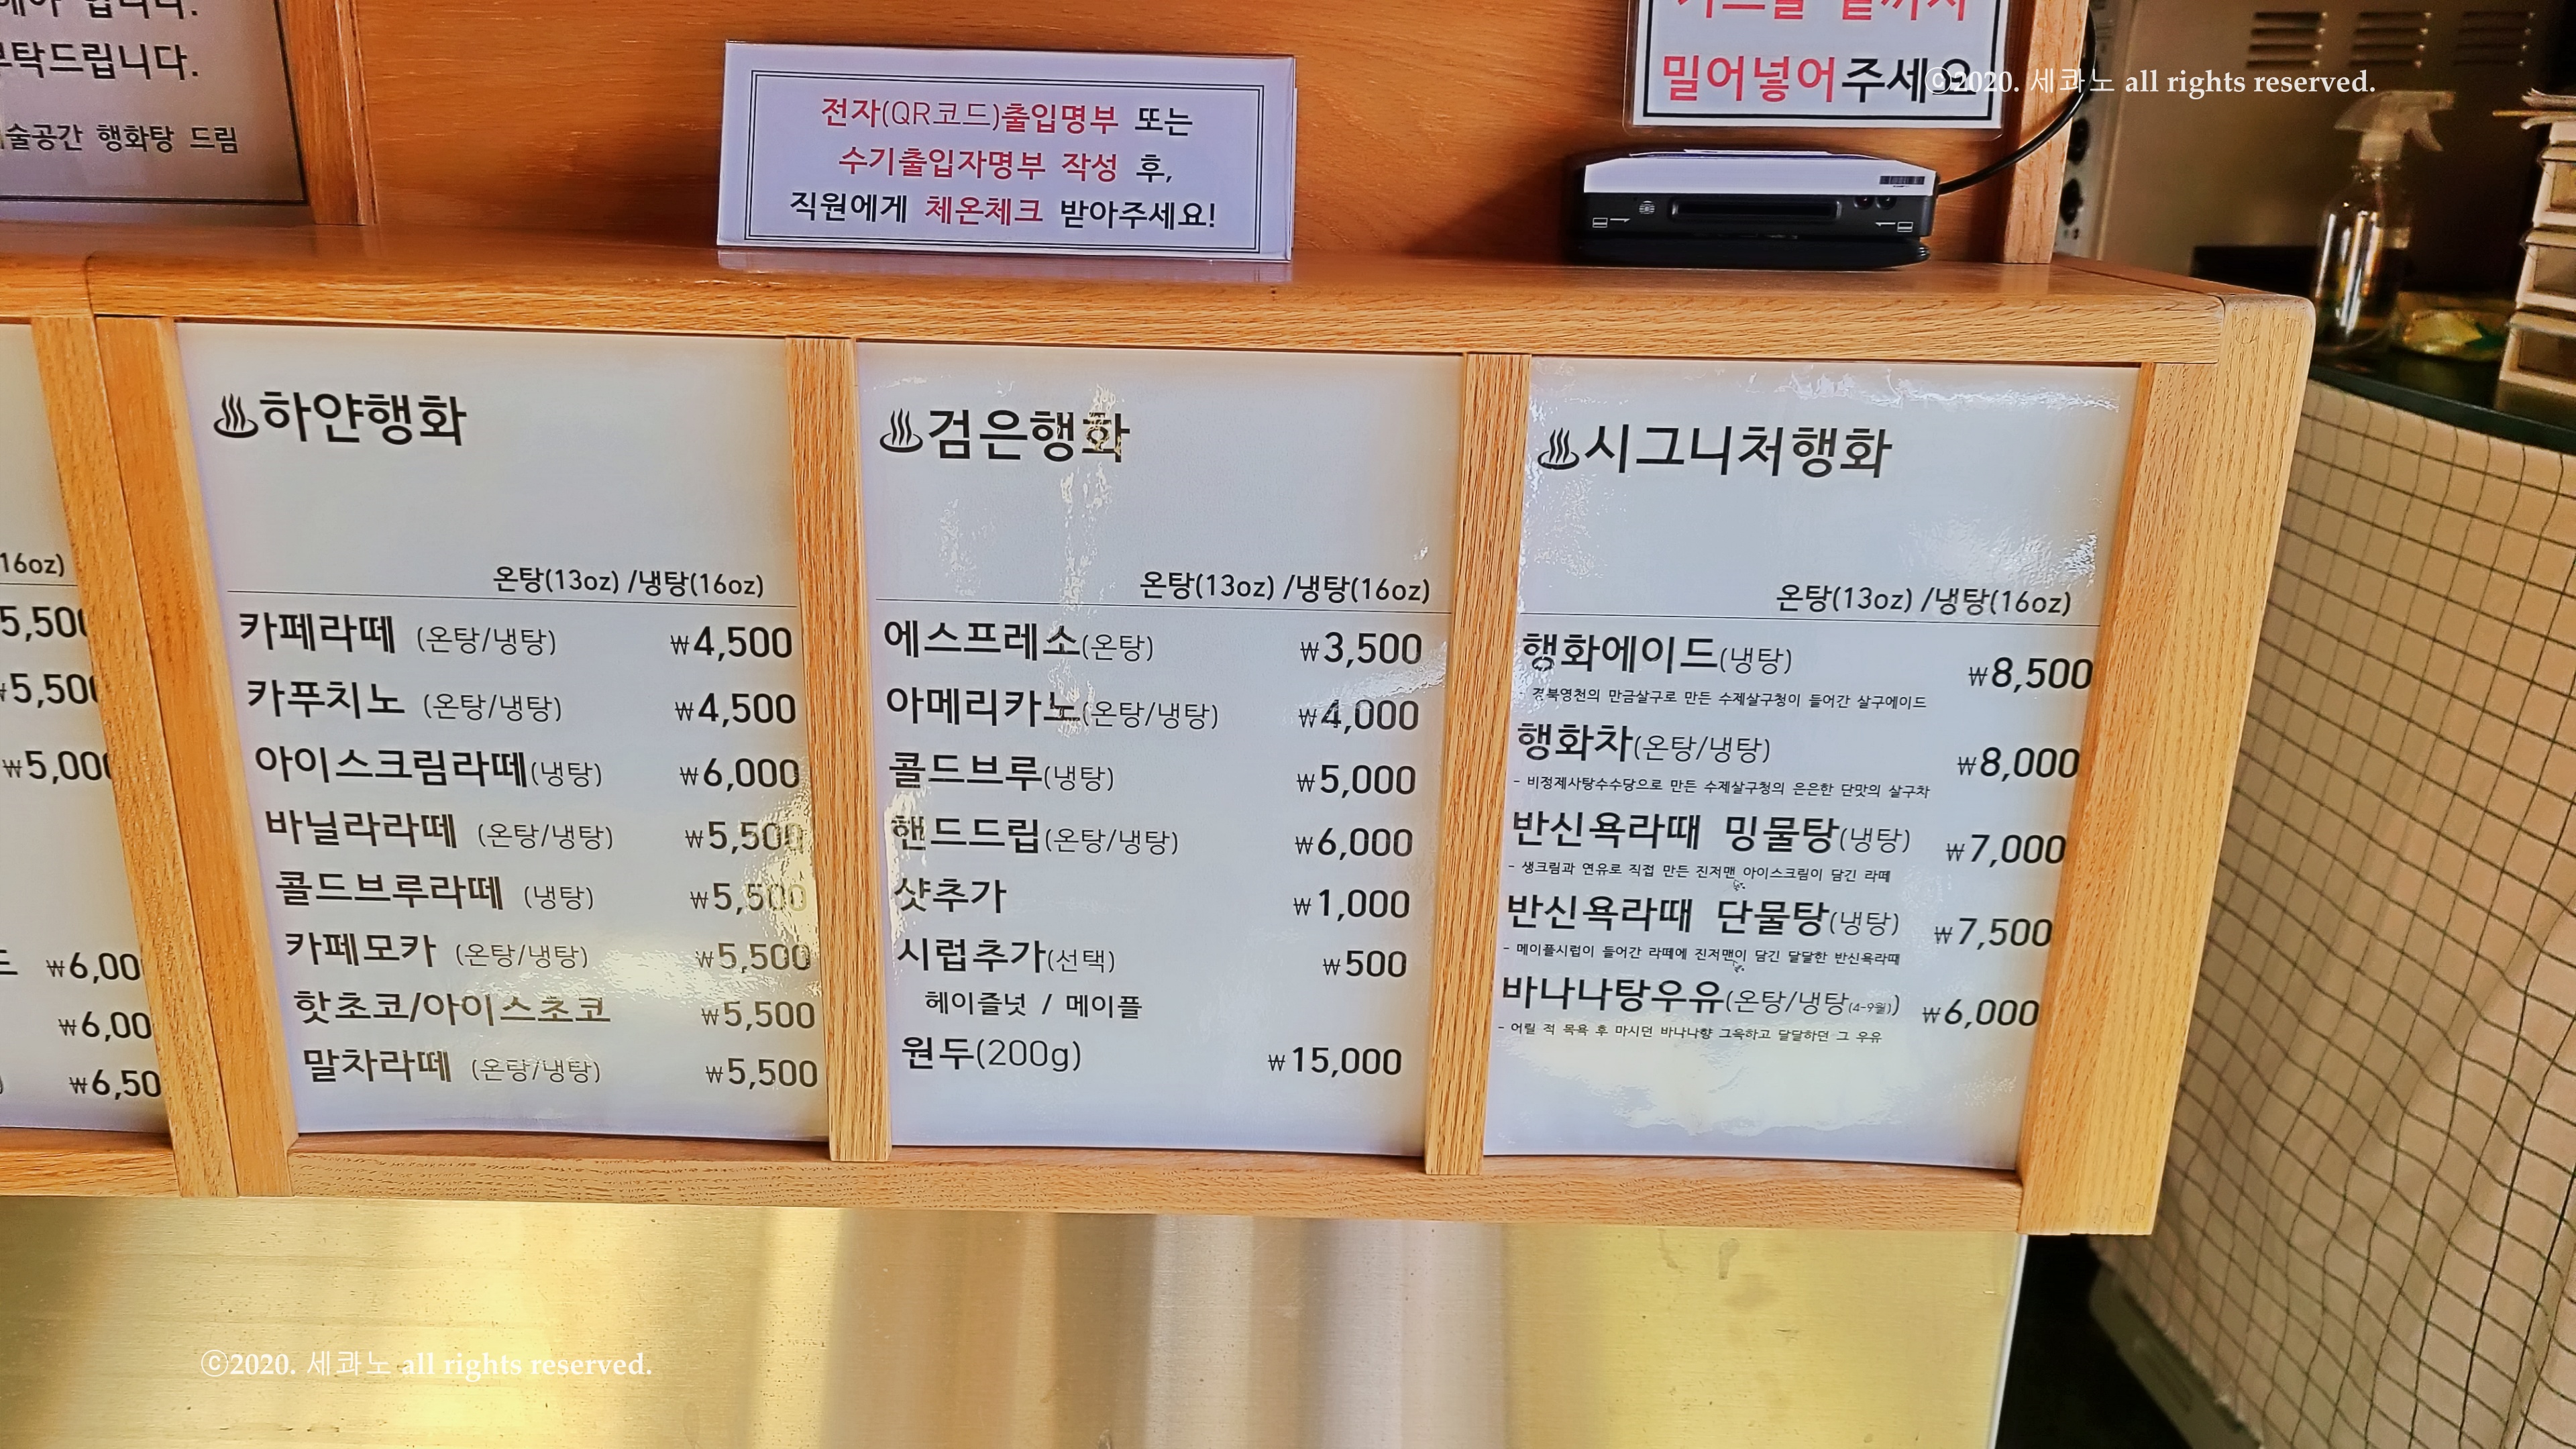 부탁드립니다.
술공간 행화탕 드림
전자(QR코드)출입명부 또는
수기출입자명부 작성 후,
직원에게 체온체크 받아주세요!
밀어넣어주세요
ⓒ2020. 세콰노 all rights reserved.
16oz)
5,500
₩5,500
₩5,000
₩6,00
₩6,00
₩6,50
♨하얀행화
온탕(13oz) /냉탕(16oz)
카페라떼 (온탕/냉탕) ₩4,500
카푸치노 (온탕/냉탕) ₩4,500
아이스크림라떼(냉탕) ₩6,000
바닐라라떼 (온탕/냉탕) ₩5,500
콜드브루라떼 (냉탕) ₩5,500
카페모카 (온탕/냉탕) ₩5,500
핫초코/아이스초코 ₩5,500
말차라떼 (온탕/냉탕) ₩5,500
♨검은행화
온탕(13oz) /냉탕(16oz)
에스프레소(온탕) ₩3,500
아메리카노(온탕/냉탕) ₩4,000
콜드브루(냉탕) ₩5,000
핸드드립(온탕/냉탕) ₩6,000
샷추가 ₩1,000
시럽추가(선택) ₩500
헤이즐넛 / 메이플
원두(200g) ₩15,000
♨시그니처행화
온탕(13oz) /냉탕(16oz)
행화에이드(냉탕) ₩8,500
- 경북영천의 만금살구로 만든 수제살구청이 들어간 살구에이드
행화차(온탕/냉탕) ₩8,000
- 비정제사탕수수당으로 만든 수제살구청의 은은한 단맛의 살구차
반신욕라때 밍물탕(냉탕) ₩7,000
- 생크림과 연유로 직접 만든 진저맨 아이스크림이 담긴 라떼
반신욕라때 단물탕(냉탕) ₩7,500
- 메이플시럽이 들어간 라떼에 진저맨이 담긴 달달한 반신욕라때
바나나탕우유(온탕/냉탕(4-9월)) ₩6,000
- 어릴 적 목욕 후 마시던 바나나향 그윽하고 달달하던 그 우유
ⓒ2020. 세콰노 all rights reserved.